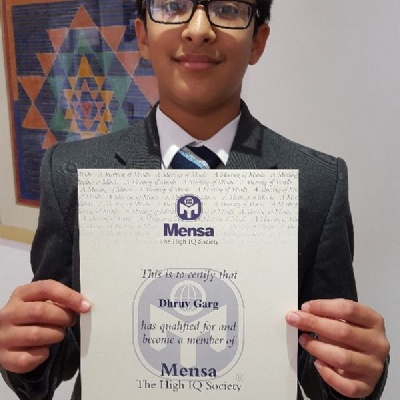 Mensa
The High IQ Society
This is to certify that
Dhruv Garg
has qualified for and
become a member of
Mensa
The High IQ Society
®